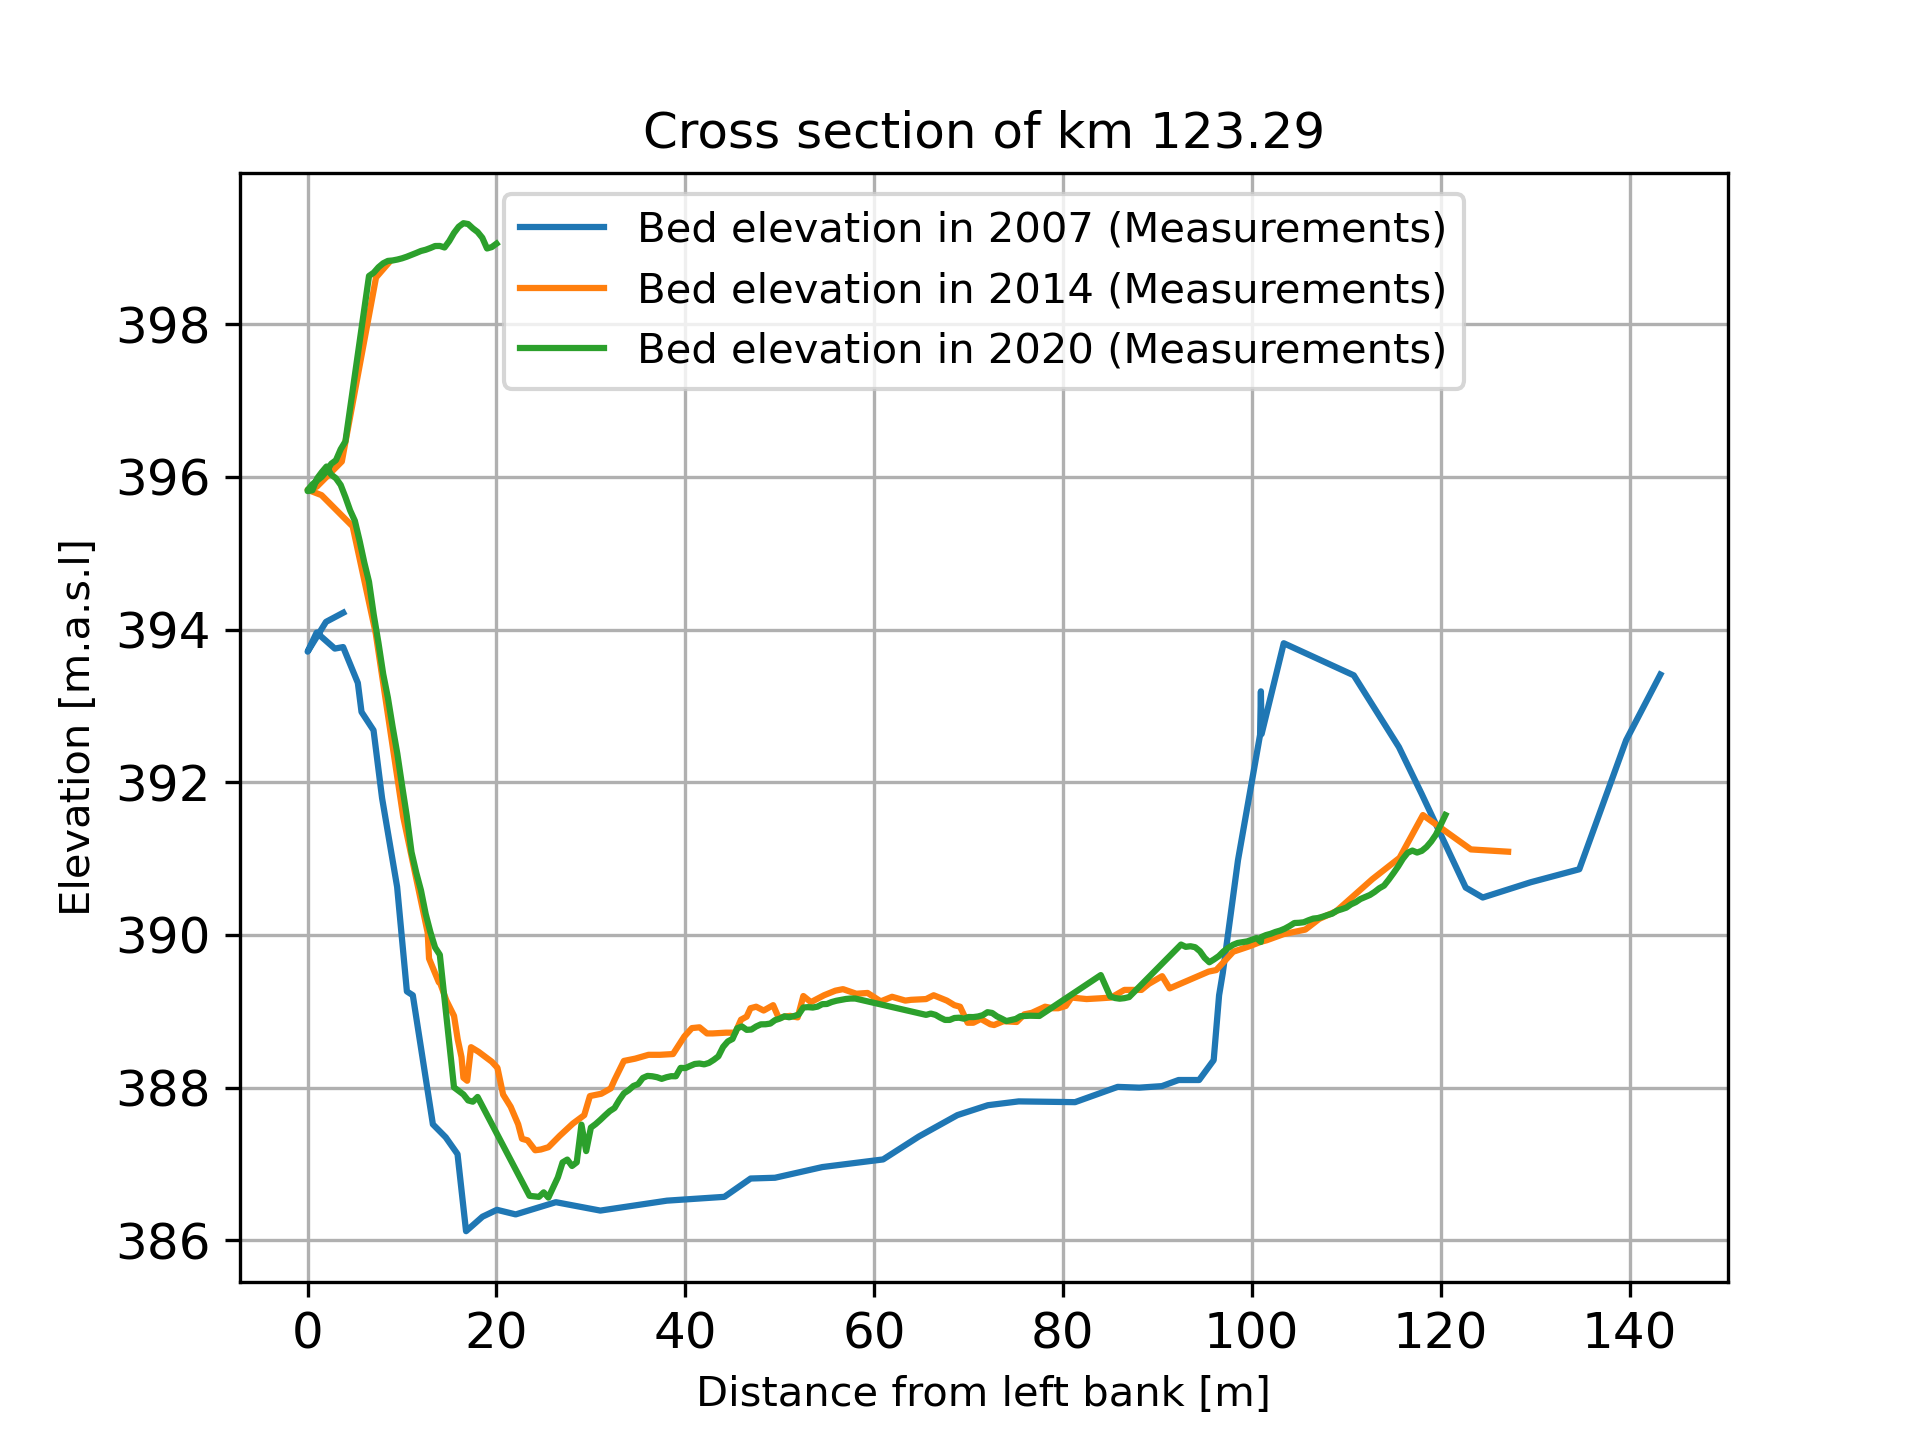 Cross section of km 123.29
Bed elevation in 2007 (Measurements)
Bed elevation in 2014 (Measurements)
Bed elevation in 2020 (Measurements)
398
396
394
392
390
388
386
Elevation [m.a.s.l]
0 20 40 60 80 100 120 140
Distance from left bank [m]